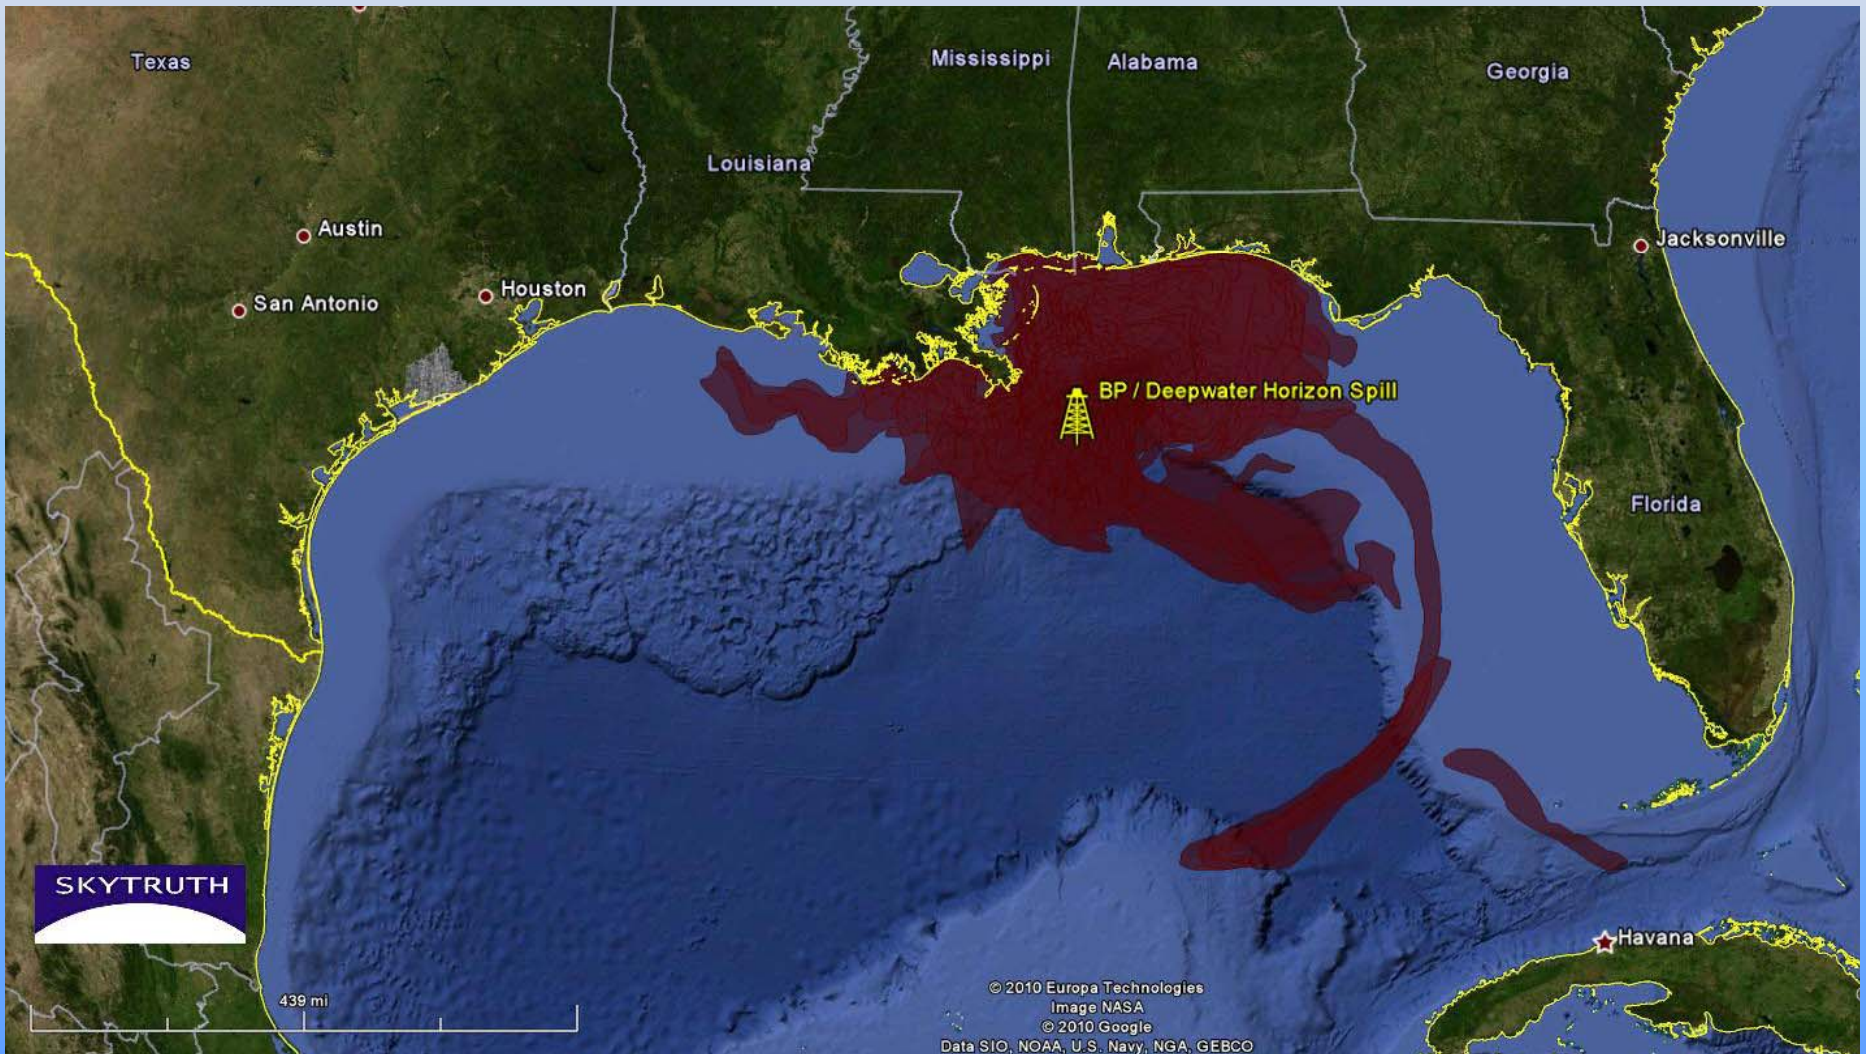 Texas
Mississippi
Alabama
Georgia
Louisiana
Austin
Jacksonville
Houston
San Antonio
BP / Deepwater Horizon Spill
Florida
SKYTRUTH
Havana
439 mi
© 2010 Europa Technologies
Image NASA
© 2010 Google
Data SIO, NOAA, U.S. Navy, NGA, GEBCO